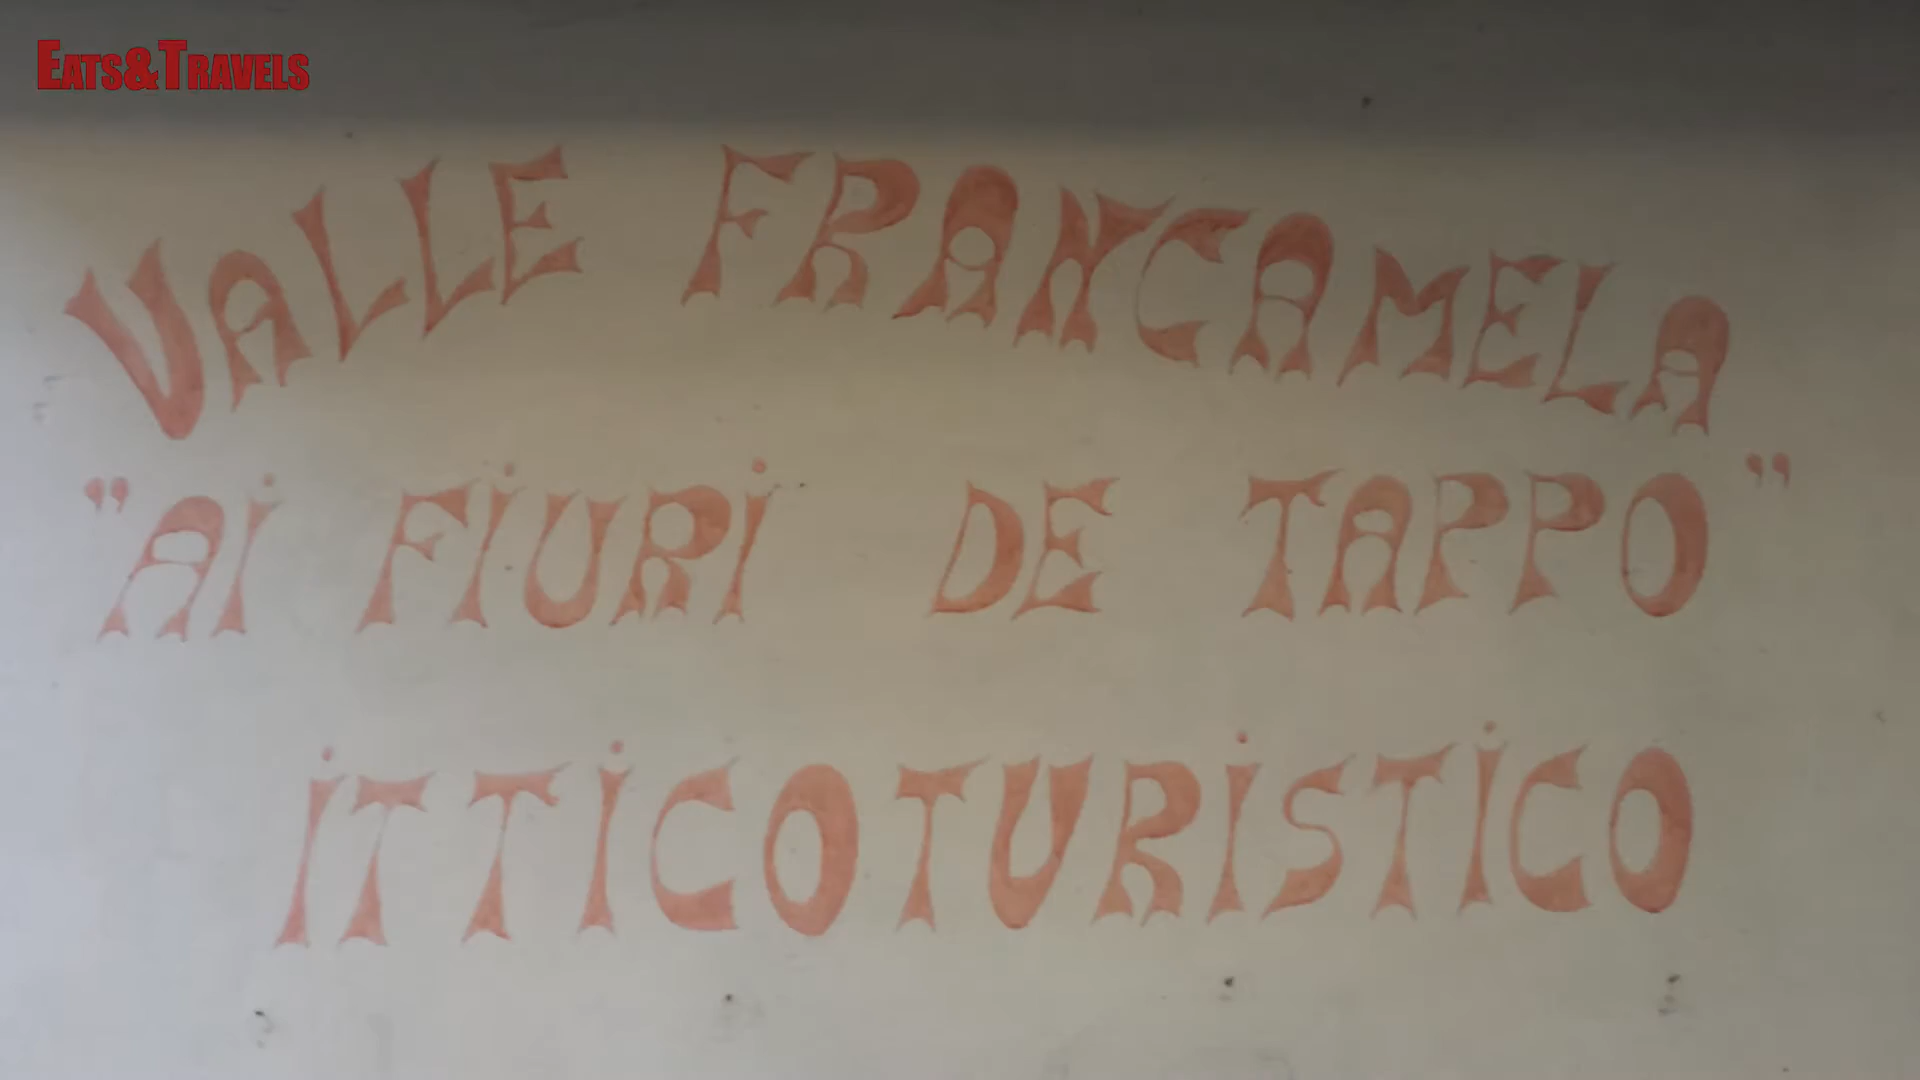 EATS&TRAVELS
VALLE FRANCAMELA
"Ai FiURi DE TAPPO"
iTTiCOTURiSTiCO